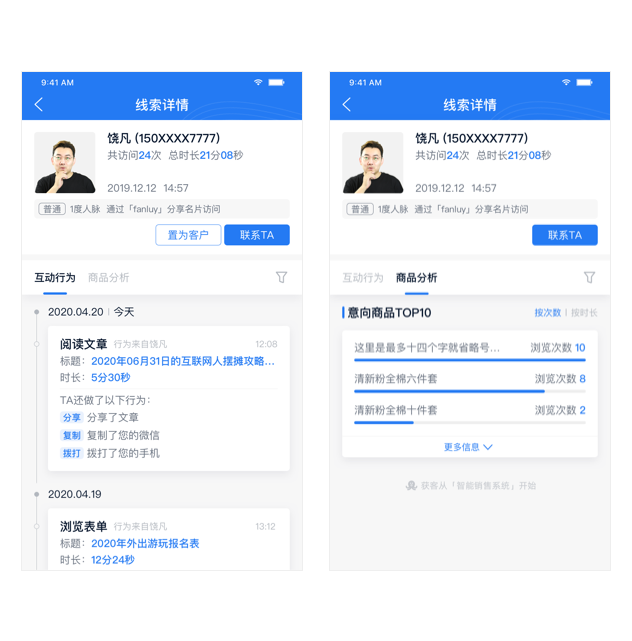 9:41 AM
线索详情
饶凡 (150XXXX7777)
共访问24次 总时长21分08秒
2019.12.12 14:57
普通 1度人脉 通过「fanluy」分享名片访问
置为客户 联系TA
互动行为 商品分析
2020.04.20 | 今天
阅读文章 行为来自饶凡 12:08
标题: 2020年06月31日的互联网人摆摊攻略...
时长: 5分30秒
TA还做了以下行为:
分享 分享了文章
复制 复制了您的微信
拨打 拨打了您的手机
2020.04.19
浏览表单 行为来自饶凡 13:12
标题: 2020年外出游玩报名表
时长: 12分24秒
9:41 AM
线索详情
饶凡 (150XXXX7777)
共访问24次 总时长21分08秒
2019.12.12 14:57
普通 1度人脉 通过「fanluy」分享名片访问
联系TA
互动行为 商品分析
意向商品TOP10 按次数 | 按时长
这里是最多十四个字就省略号... 浏览次数 10
清新粉全棉六件套 浏览次数 8
清新粉全棉十件套 浏览次数 2
更多信息
获客从「智能销售系统」开始